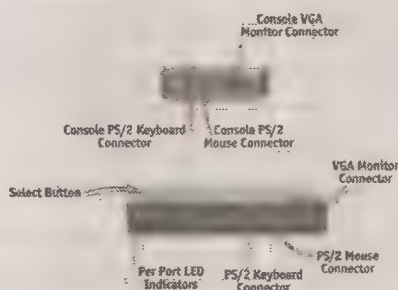 Console VGA
Monitor Connector
Console PS/2 Keyboard
Connector
Console PS/2
Mouse Connector
VGA Monitor
Connector
Select Button
PS/2 Mouse
Connector
Per Port LED
Indicators
PS/2 Keyboard
Connector